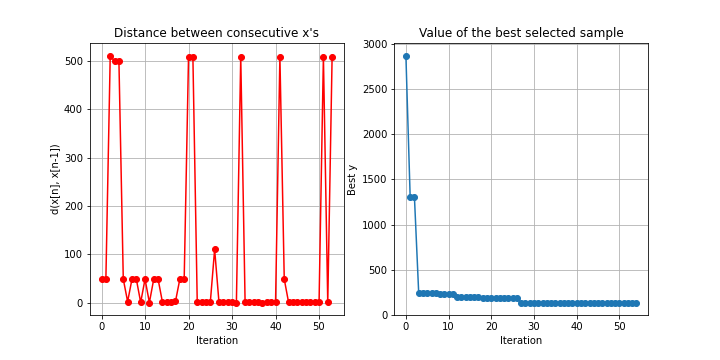 Distance between consecutive x's
d(x[n], x[n-1])
500
400
300
200
100
0
0 10 20 30 40 50
Iteration
Value of the best selected sample
Best y
3000
2500
2000
1500
1000
500
0
0 10 20 30 40 50
Iteration